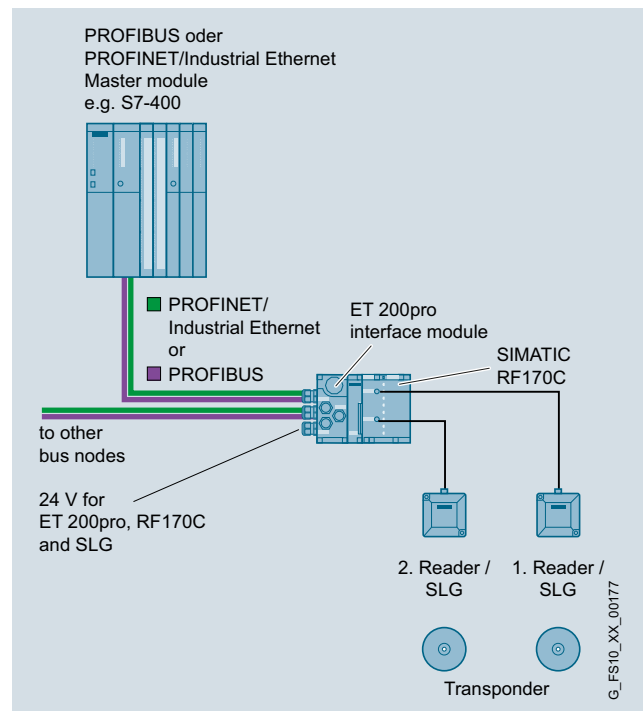 PROFIBUS oder
PROFINET/Industrial Ethernet
Master module
e.g. S7-400
PROFINET/
Industrial Ethernet
or
PROFIBUS
ET 200pro
interface module
SIMATIC
RF170C
to other
bus nodes
24 V for
ET 200pro, RF170C
and SLG
2. Reader /
SLG
1. Reader /
SLG
Transponder
G_FS10_XX_00177